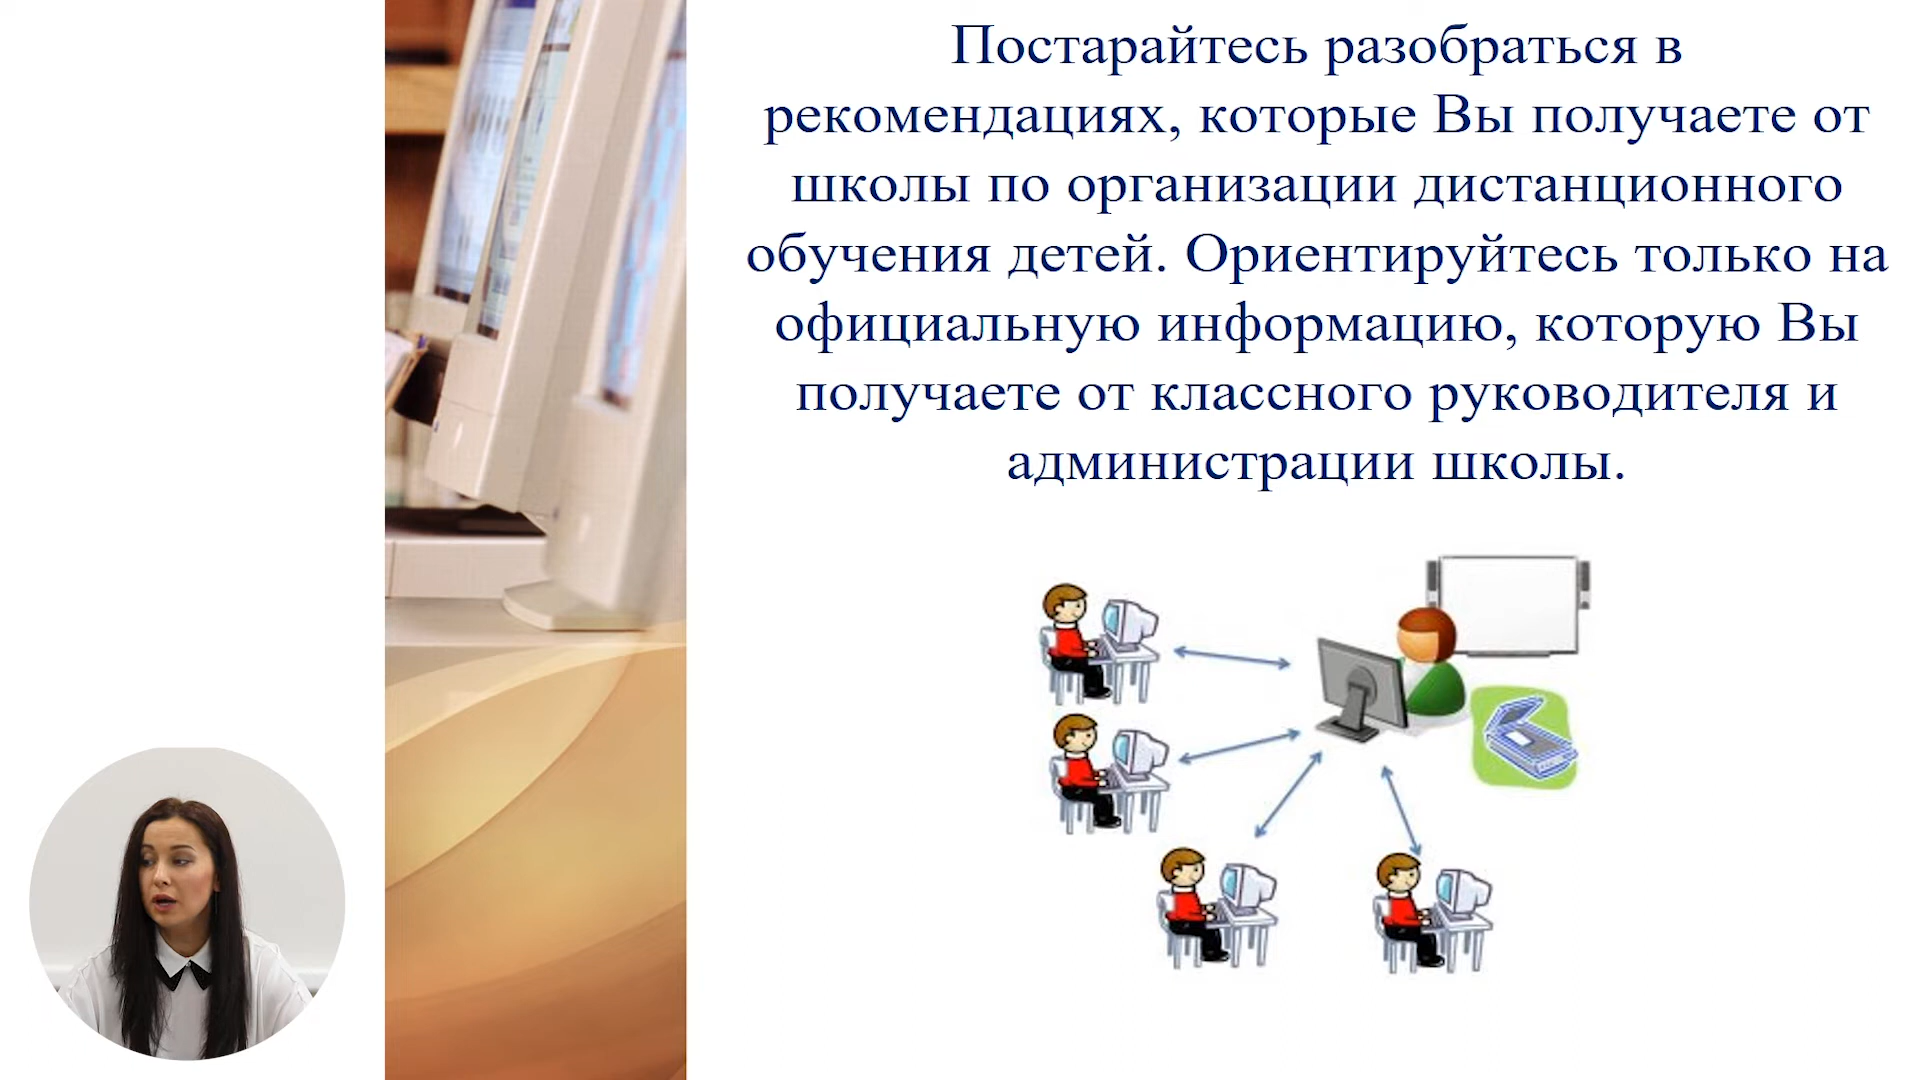 Постарайтесь разобраться в
рекомендациях, которые Вы получаете от
школы по организации дистанционного
обучения детей. Ориентируйтесь только на
официальную информацию, которую Вы
получаете от классного руководителя и
администрации школы.